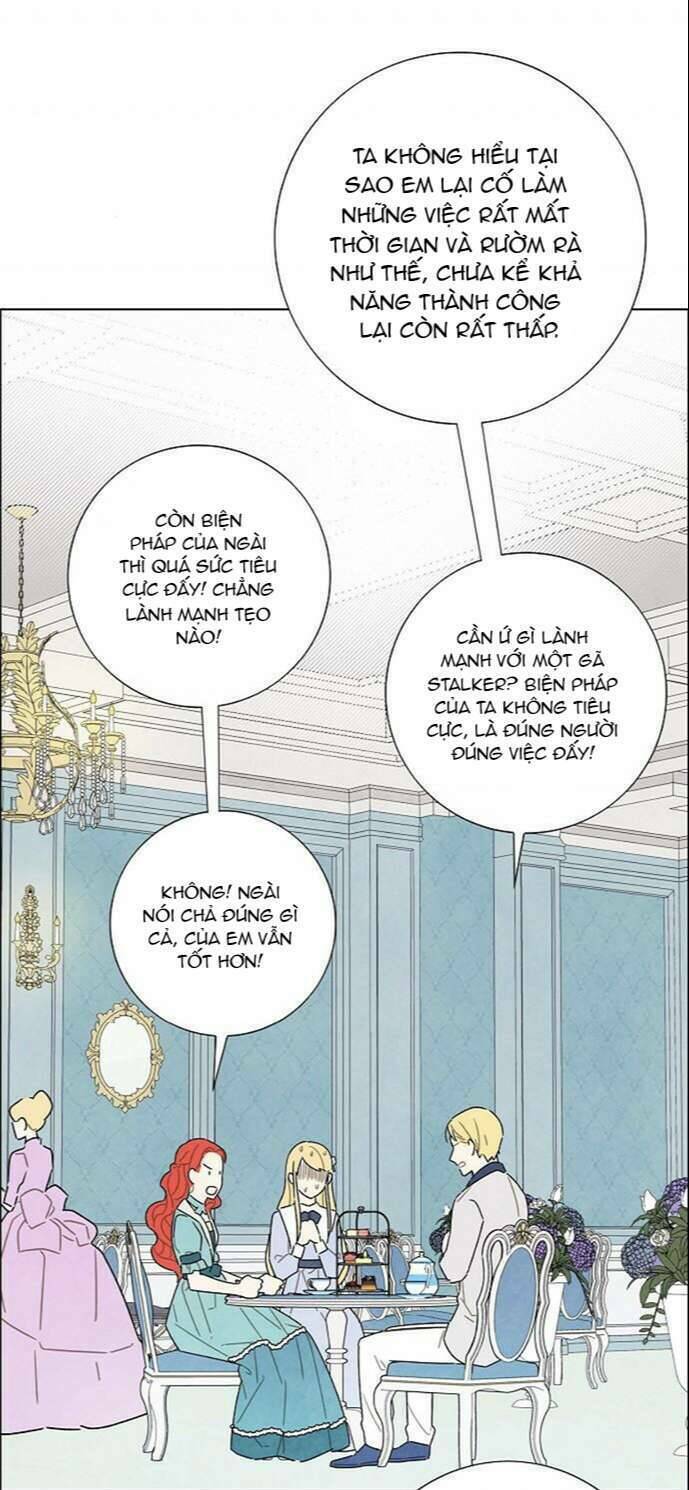 TA KHÔNG HIỂU TẠI
SAO EM LẠI CỐ LÀM
NHỮNG VIỆC RẤT MẤT
THỜI GIAN VÀ RƯỜM RÀ
NHƯ THẾ, CHƯA KỂ KHẢ
NĂNG THÀNH CÔNG
LẠI CÒN RẤT THẤP.
CÒN BIỆN
PHÁP CỦA NGÀI
THÌ QUÁ SỨC TIÊU
CỰC ĐẤY! CHẲNG
LÀNH MẠNH TẸO
NÀO!
CẦN Ứ GÌ LÀNH
MẠNH VỚI MỘT GÃ
STALKER? BIỆN PHÁP
CỦA TA KHÔNG TIÊU
CỰC, LÀ ĐÚNG NGƯỜI
ĐÚNG VIỆC ĐẤY!
KHÔNG! NGÀI
NÓI CHẢ ĐÚNG GÌ
CẢ, CỦA EM VẪN
TỐT HƠN!